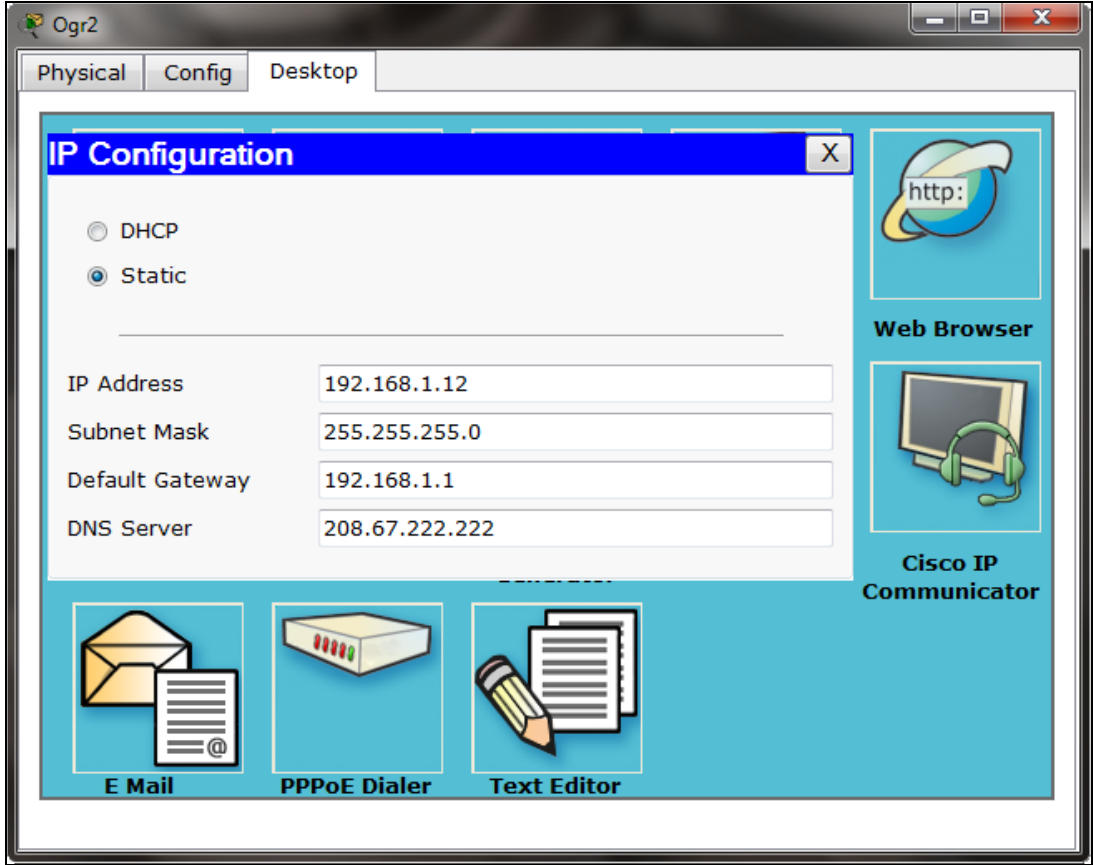 Ogr2
Physical Config Desktop
IP Configuration X
http:
DHCP
Static
Web Browser
IP Address 192.168.1.12
Subnet Mask 255.255.255.0
Default Gateway 192.168.1.1
DNS Server 208.67.222.222
Cisco IP
Communicator
@
E Mail PPPoE Dialer Text Editor